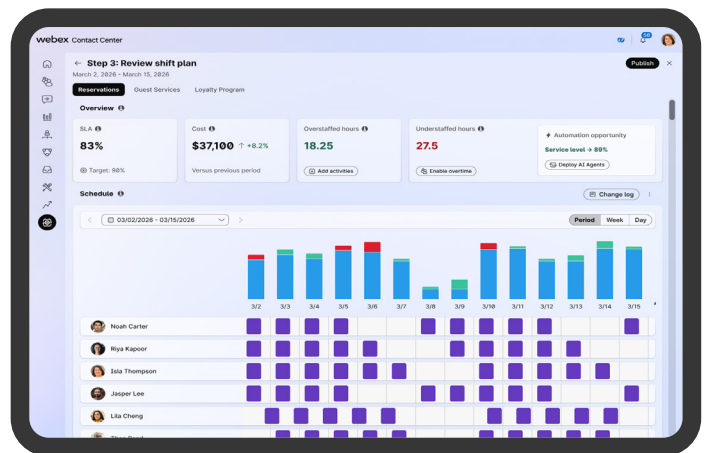 webex Contact Center
50
← Step 3: Review shift plan
Publish
March 2, 2026 - March 15, 2026
Reservations Guest Services Loyalty Program
Overview
SLA
83%
Target: 90%
Cost
$37,100 ↑ +8.2%
Versus previous period
Overstaffed hours
18.25
Add activities
Understaffed hours
27.5
Enable overtime
Automation opportunity
Service level → 89%
Deploy AI Agents
Schedule
Change log
03/02/2026 - 03/15/2026
Period Week Day
3/2 3/3 3/4 3/5 3/6 3/7 3/8 3/9 3/10 3/11 3/12 3/13 3/14 3/15
Noah Carter
Riya Kapoor
Isla Thompson
Jasper Lee
Lila Cheng